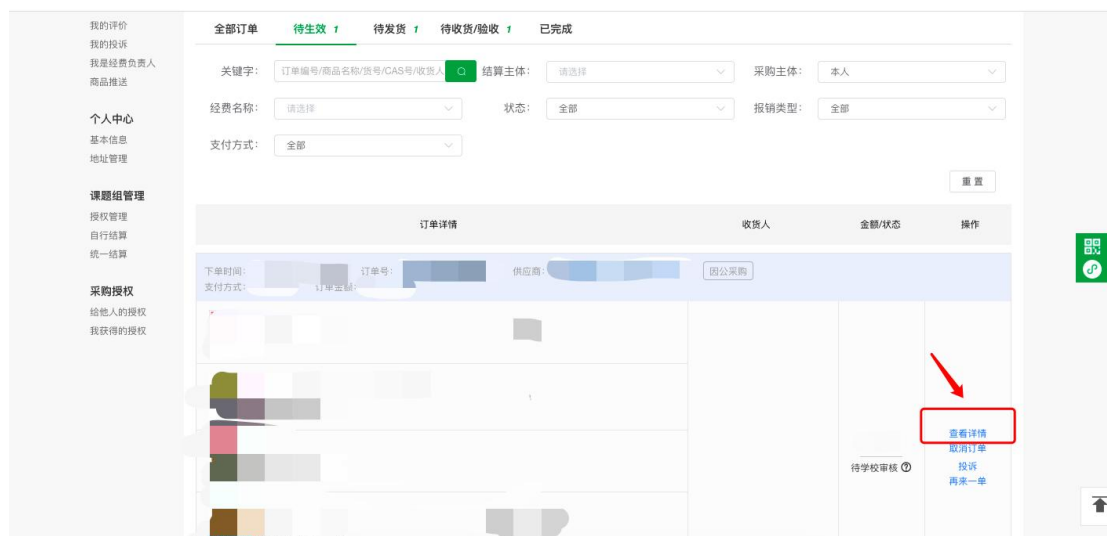 我的评价
我的投诉
我是经费负责人
商品推送
个人中心
基本信息
地址管理
课题组管理
授权管理
自行结算
统一结算
采购授权
给他人的授权
我获得的授权
全部订单 待生效 1 待发货 1 待收货/验收 1 已完成
关键字: 订单编号/商品名称/货号/CAS号/收货人 结算主体: 请选择 采购主体: 本人
经费名称: 请选择 状态: 全部 报销类型: 全部
支付方式: 全部
重置
订单详情 收货人 金额/状态 操作
下单时间: 订单号: 供应商: 因公采购
支付方式: 订单金额:
查看详情
取消订单
待学校审核 投诉
再来一单